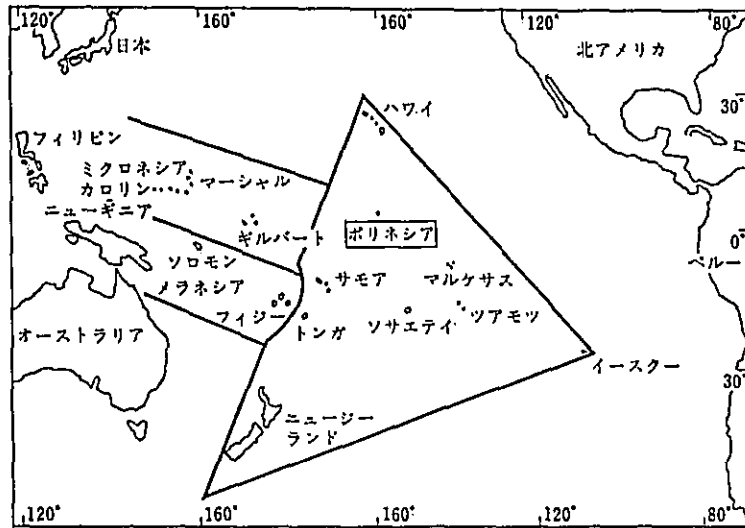 120° 160° 160° 120° 80°
日本
北アメリカ
ハワイ
30°
フィリピン
ミクロネシア
カロリン
マーシャル
ニューギニア
ギルバート
ポリネシア
0°
ソロモン
ペルー
メラネシア
サモア
マルケサス
フィジー
トンガ
ソサエティ
ツアモツ
オーストラリア
イースター
30°
ニュージー
ランド
120° 160° 160° 120° 80°